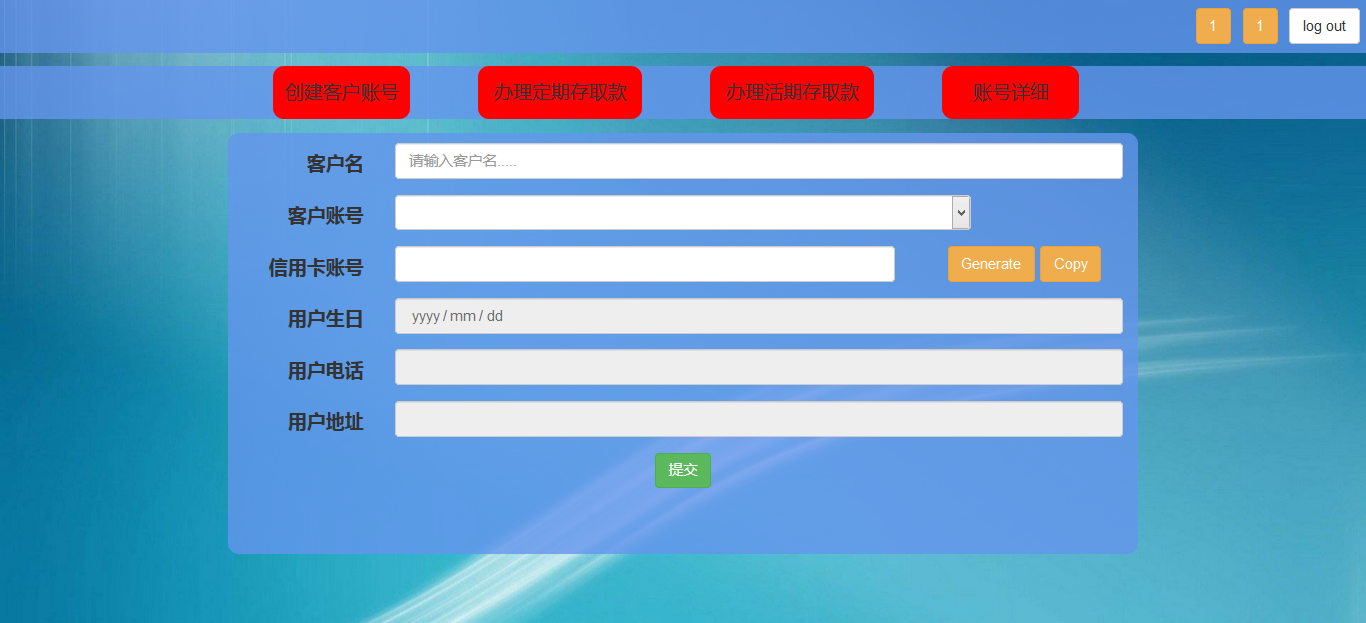 1 1 log out
创建客户账号 办理定期存取款 办理活期存取款 账号详细
客户名 请输入客户名.....
客户账号
信用卡账号 Generate Copy
用户生日 yyyy / mm / dd
用户电话
用户地址
提交